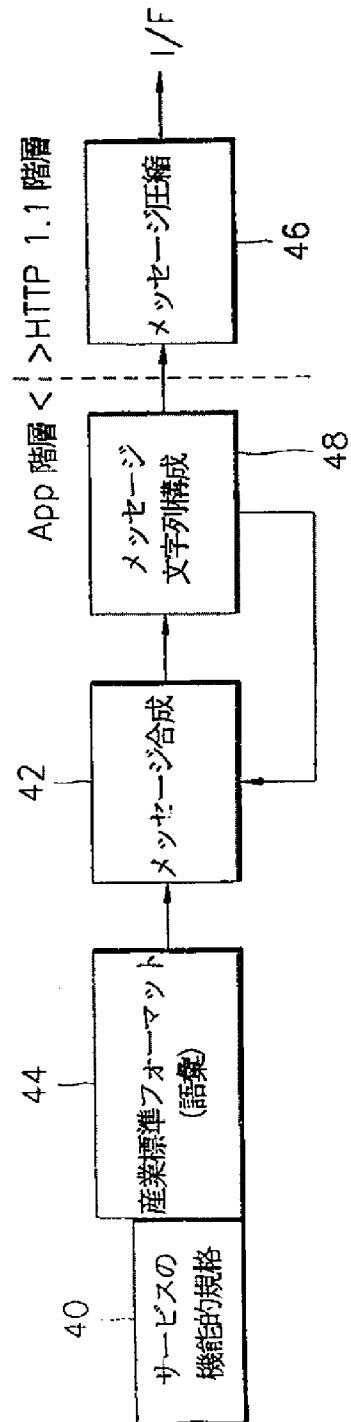 40
サービスの
機能的規格
44
産業標準フォーマット
(語彙)
42
メッセージ合成
App 階層 < | > HTTP 1.1 階層
メッセージ
文字列構成
48
メッセージ圧縮
46
I/F